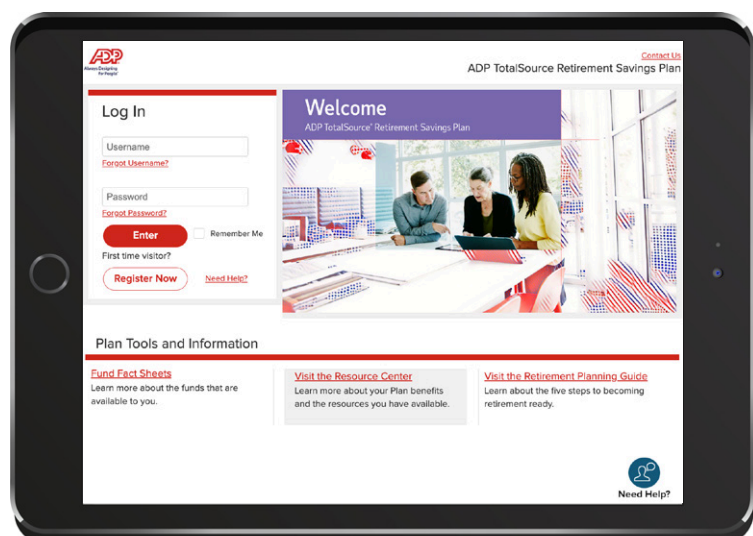 ADP
Always Designing
for People®
Contact Us
ADP TotalSource Retirement Savings Plan
Log In
Username
Forgot Username?
Password
Forgot Password?
Enter
Remember Me
First time visitor?
Register Now
Need Help?
Welcome
ADP TotalSource® Retirement Savings Plan
Plan Tools and Information
Fund Fact Sheets
Learn more about the funds that are
available to you.
Visit the Resource Center
Learn more about your Plan benefits
and the resources you have available.
Visit the Retirement Planning Guide
Learn about the five steps to becoming
retirement ready.
Need Help?